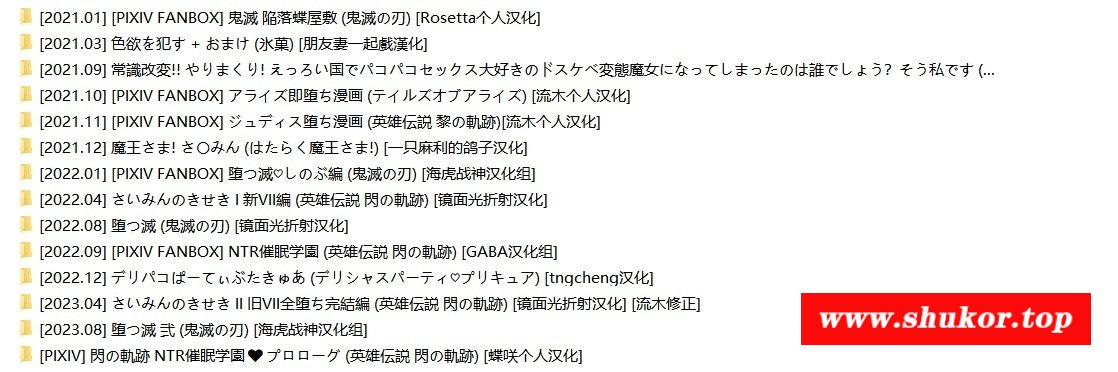 [2021.01] [PIXIV FANBOX] 鬼滅 陥落蝶屋敷 (鬼滅の刃) [Rosetta个人汉化]
[2021.03] 色欲を犯す + おまけ (氷菓) [朋友妻一起戯漢化]
[2021.09] 常識改変!! やりまくり! えっろい国でパコパコセックス大好きのドスケベ変態魔女になってしまったのは誰でしょう？そう私です (...
[2021.10] [PIXIV FANBOX] アライズ即堕ち漫画 (テイルズオブアライズ) [流木个人汉化]
[2021.11] [PIXIV FANBOX] ジュディス堕ち漫画 (英雄伝説 黎の軌跡)[流木个人汉化]
[2021.12] 魔王さま! さ〇みん (はたらく魔王さま!) [一只麻利的鸽子汉化]
[2022.01] [PIXIV FANBOX] 堕つ滅♡しのぶ編 (鬼滅の刃) [海虎战神汉化组]
[2022.04] さいみんのきせき I 新VII編 (英雄伝説 閃の軌跡) [镜面光折射汉化]
[2022.08] 堕つ滅 (鬼滅の刃) [镜面光折射汉化]
[2022.09] [PIXIV FANBOX] NTR催眠学園 (英雄伝説 閃の軌跡) [GABA汉化组]
[2022.12] デリパコぱーてぃぷたきゅあ (デリシャスパーティ♡プリキュア) [tngcheng汉化]
[2023.04] さいみんのきせき II 旧VII全堕ち完結編 (英雄伝説 閃の軌跡) [镜面光折射汉化] [流木修正]
[2023.08] 堕つ滅 弐 (鬼滅の刃) [海虎战神汉化组]
[PIXIV] 閃の軌跡 NTR催眠学園♥プロローグ (英雄伝説 閃の軌跡) [蝶咲个人汉化]
www.shukor.top